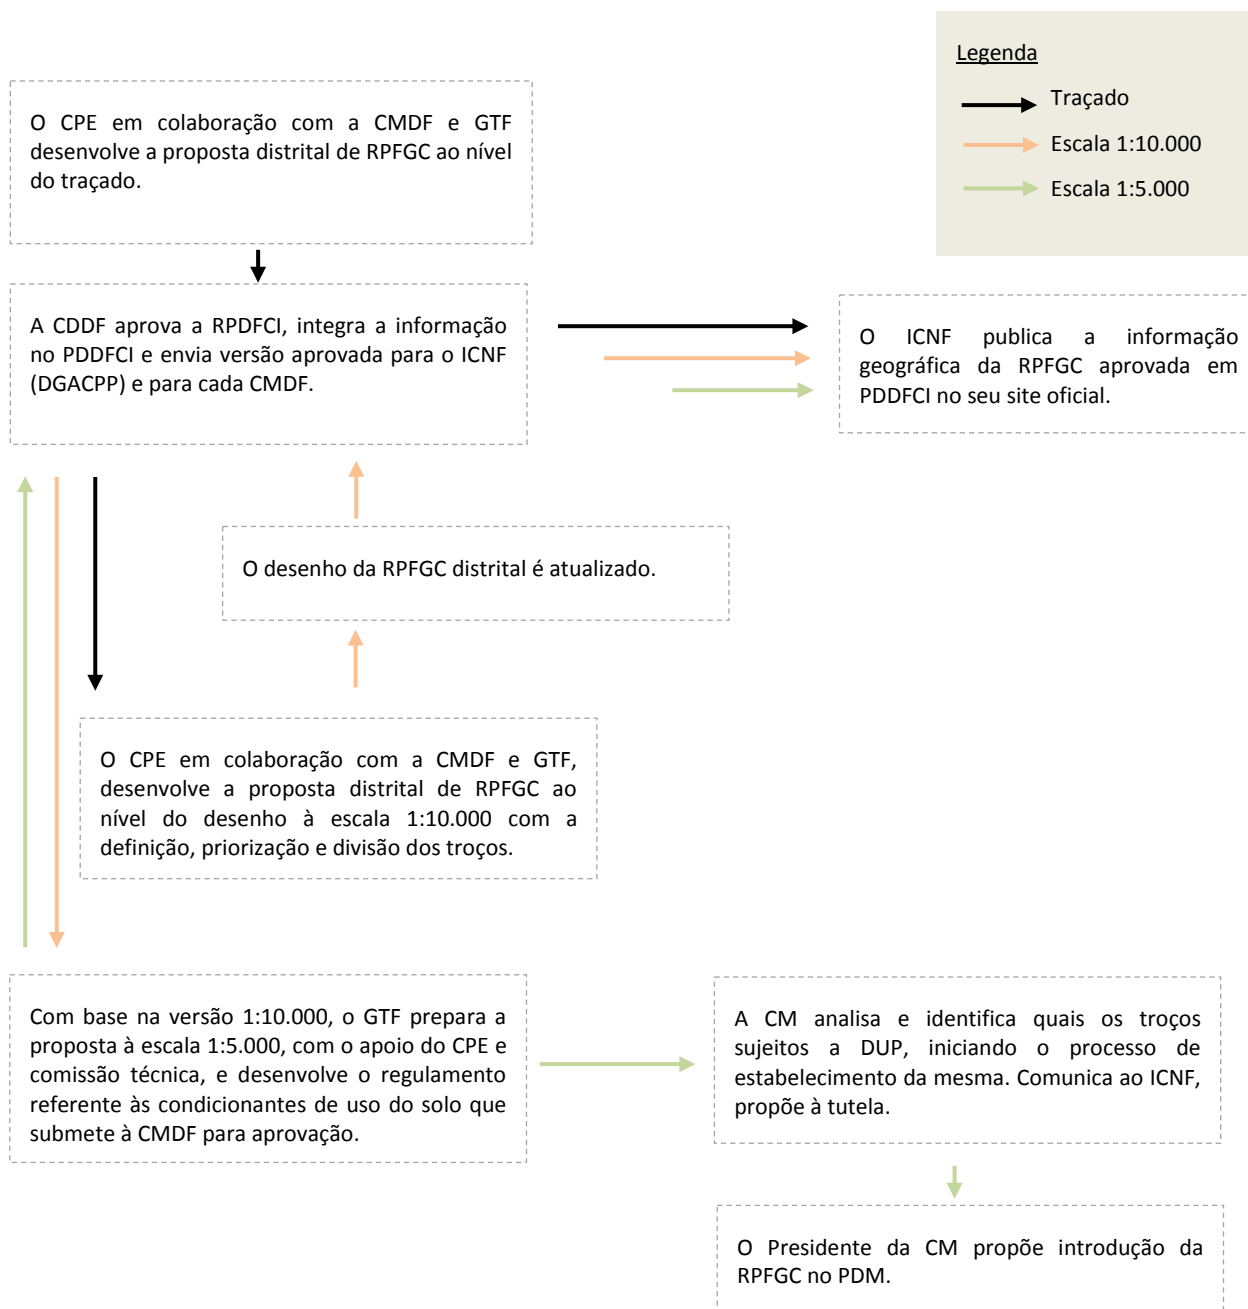 Legenda
Traçado
Escala 1:10.000
Escala 1:5.000
O CPE em colaboração com a CMDF e GTF
desenvolve a proposta distrital de RPFGC ao nível
do traçado.
A CDDF aprova a RPDFCI, integra a informação
no PDDFCI e envia versão aprovada para o ICNF
(DGACPP) e para cada CMDF.
O ICNF publica a informação
geográfica da RPFGC aprovada em
PDDFCI no seu site oficial.
O desenho da RPFGC distrital é atualizado.
O CPE em colaboração com a CMDF e GTF,
desenvolve a proposta distrital de RPFGC ao
nível do desenho à escala 1:10.000 com a
definição, priorização e divisão dos troços.
Com base na versão 1:10.000, o GTF prepara a
proposta à escala 1:5.000, com o apoio do CPE e
comissão técnica, e desenvolve o regulamento
referente às condicionantes de uso do solo que
submete à CMDF para aprovação.
A CM analisa e identifica quais os troços
sujeitos a DUP, iniciando o processo de
estabelecimento da mesma. Comunica ao ICNF,
propõe à tutela.
O Presidente da CM propõe introdução da
RPFGC no PDM.